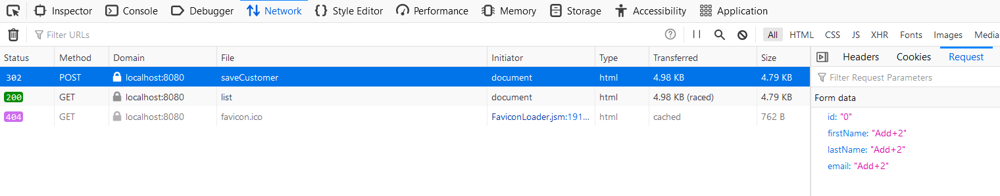 Inspector Console Debugger Network Style Editor Performance Memory Storage Accessibility Application
Filter URLs All HTML CSS JS XHR Fonts Images Media
Status Method Domain File Initiator Type Transferred Size Headers Cookies Request
302 POST localhost:8080 saveCustomer document html 4.98 KB 4.79 KB Filter Request Parameters
200 GET localhost:8080 list document html 4.98 KB (raced) 4.79 KB Form data
404 GET localhost:8080 favicon.ico FaviconLoader.jsm:191… html cached 762 B id: "0"
firstName: "Add+2"
lastName: "Add+2"
email: "Add+2"